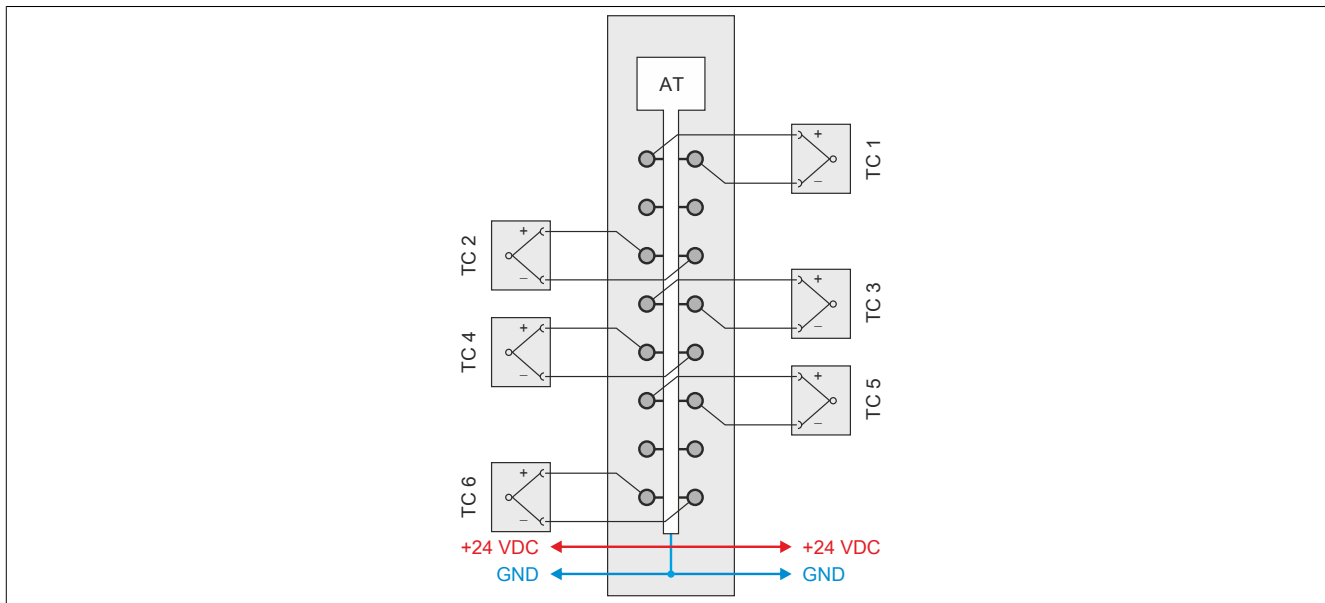 AT
+
−
TC 1
+
−
TC 2
+
−
TC 3
+
−
TC 4
+
−
TC 5
+
−
TC 6
+24 VDC +24 VDC
GND GND